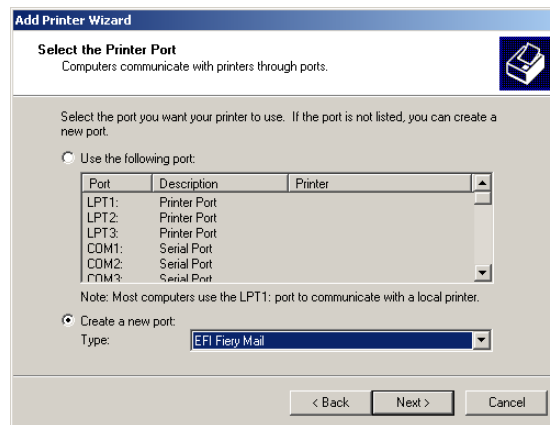 Add Printer Wizard
Select the Printer Port
Computers communicate with printers through ports.
Select the port you want your printer to use. If the port is not listed, you can create a
new port.
Use the following port:
Port Description Printer
LPT1: Printer Port
LPT2: Printer Port
LPT3: Printer Port
COM1: Serial Port
COM2: Serial Port
COM3: Serial Port
Note: Most computers use the LPT1: port to communicate with a local printer.
Create a new port:
Type: EFI Fiery Mail
< Back Next > Cancel